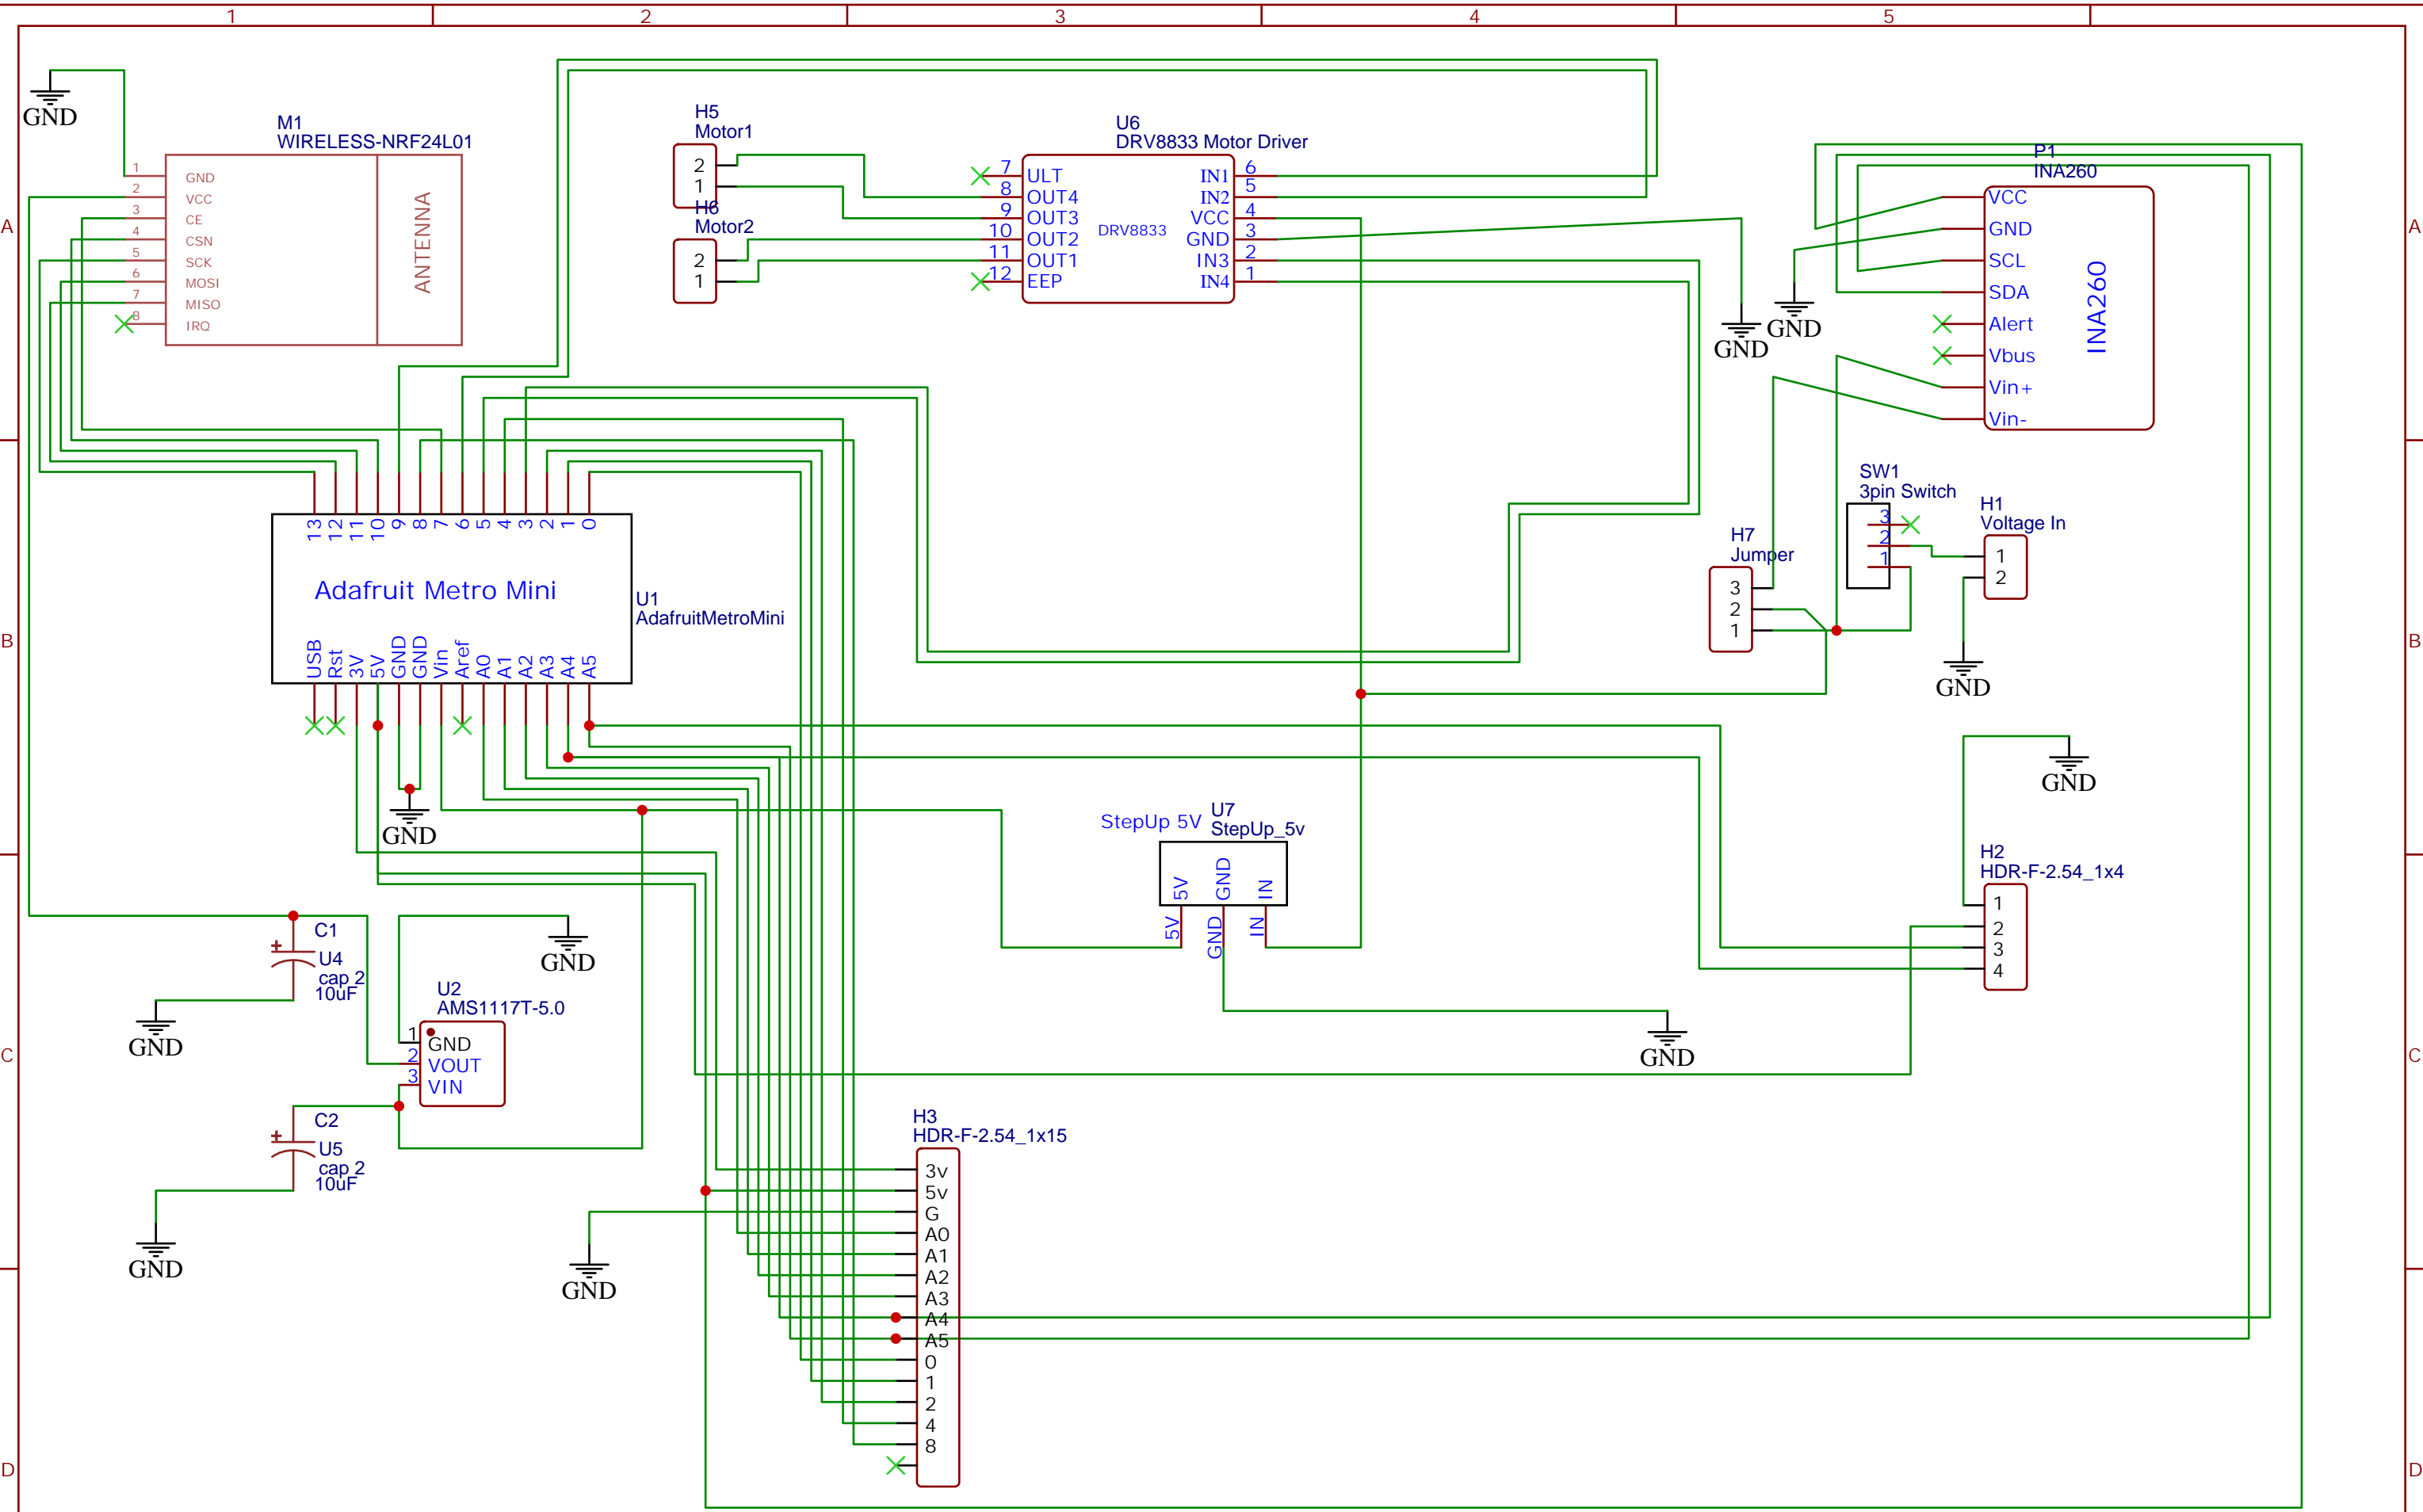 1 2 3 4 5
A
A
B
B
C
C
D
D
GND
M1
WIRELESS-NRF24L01
1 GND
2 VCC
3 CE
4 CSN
5 SCK
6 MOSI
7 MISO
8 IRQ
ANTENNA
H5
Motor1
2
1
H6
Motor2
2
1
U6
DRV8833 Motor Driver
DRV8833
7 ULT
8 OUT4
9 OUT3
10 OUT2
11 OUT1
12 EEP
IN1 6
IN2 5
VCC 4
GND 3
IN3 2
IN4 1
GND
GND
P1
INA260
VCC
GND
SCL
SDA
Alert
Vbus
Vin+
Vin-
INA260
SW1
3pin Switch
3
2
1
H1
Voltage In
1
2
GND
H7
Jumper
3
2
1
13 12 11 10 9 8 7 6 5 4 3 2 1 0
Adafruit Metro Mini
U1
AdafruitMetroMini
USB Rst 3V 5V GND GND Vin Aref A0 A1 A2 A3 A4 A5
GND
StepUp 5V
U7
StepUp_5v
5V GND IN
5V GND IN
GND
GND
H2
HDR-F-2.54_1x4
1
2
3
4
C1
U4
cap 2
10uF
GND
GND
U2
AMS1117T-5.0
1 GND
2 VOUT
3 VIN
C2
U5
cap 2
10uF
GND
GND
H3
HDR-F-2.54_1x15
3v
5v
G
A0
A1
A2
A3
A4
A5
0
1
2
4
8